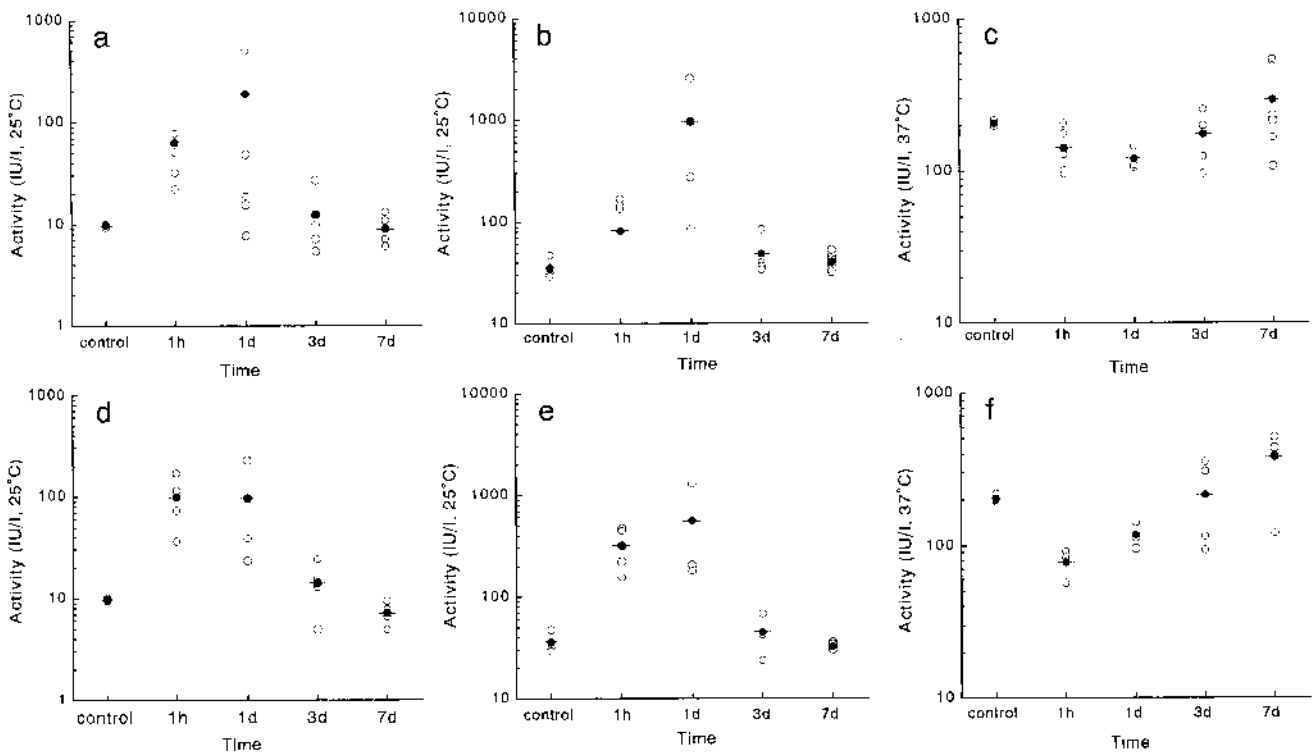 a
Activity (IU/l, 25°C)
1000
100
10
1
control 1h 1d 3d 7d
Time
b
Activity (IU/l, 25°C)
10000
1000
100
10
control 1h 1d 3d 7d
Time
c
Activity (IU/l, 37°C)
1000
100
10
control 1h 1d 3d 7d
Time
d
Activity (IU/l, 25°C)
1000
100
10
1
control 1h 1d 3d 7d
Time
e
Activity (IU/l. 25°C)
10000
1000
100
10
control 1h 1d 3d 7d
Time
f
Activity (IU/l. 37°C)
1000
100
10
control 1h 1d 3d 7d
Time